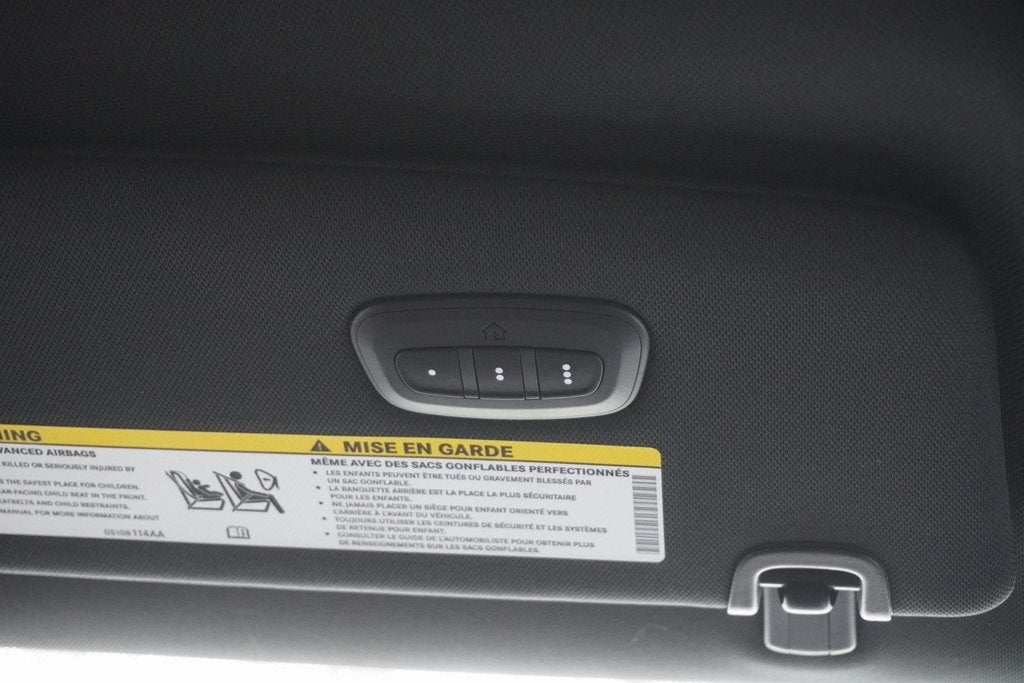 NING
VANCED AIRBAGS
KILLED OR SERIOUSLY INJURED BY
S THE SAFEST PLACE FOR CHILDREN.
AR-FACING CHILD SEAT IN THE FRONT.
EATBELTS AND CHILD RESTRAINTS.
MANUAL FOR MORE INFORMATION ABOUT
05108114AA
MISE EN GARDE
MÊME AVEC DES SACS GONFLABLES PERFECTIONNÉS
• LES ENFANTS PEUVENT ÊTRE TUÉS OU GRAVEMENT BLESSÉS PAR
UN SAC GONFLABLE.
• LA BANQUETTE ARRIÈRE EST LA PLACE LA PLUS SÉCURITAIRE
POUR LES ENFANTS.
• NE JAMAIS PLACER UN SIÈGE POUR ENFANT ORIENTÉ VERS
L'ARRIÈRE À L'AVANT DU VÉHICULE.
• TOUJOURS UTILISER LES CEINTURES DE SÉCURITÉ ET LES SYSTÈMES
DE RETENUE POUR ENFANT.
• CONSULTER LE GUIDE DE L'AUTOMOBILISTE POUR OBTENIR PLUS
DE RENSEIGNEMENTS SUR LES SACS GONFLABLES.